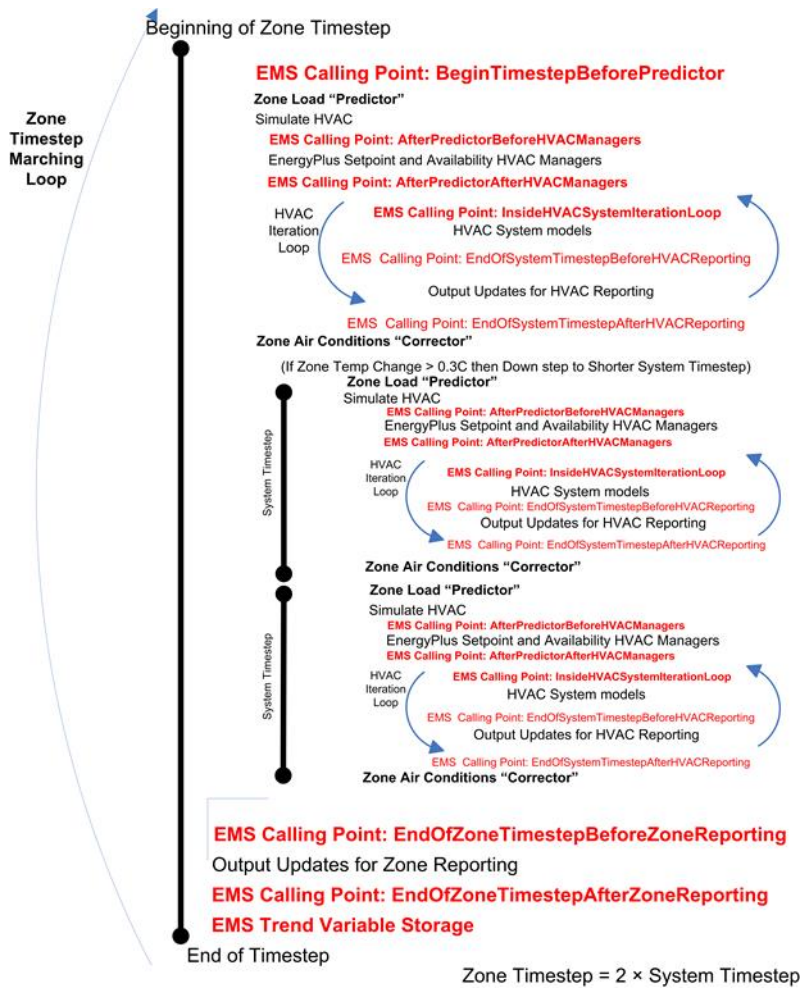 Beginning of Zone Timestep
EMS Calling Point: BeginTimestepBeforePredictor
Zone
Timestep
Marching
Loop
Zone Load “Predictor”
Simulate HVAC
EMS Calling Point: AfterPredictorBeforeHVACManagers
EnergyPlus Setpoint and Availability HVAC Managers
EMS Calling Point: AfterPredictorAfterHVACManagers
HVAC
Iteration
Loop
EMS Calling Point: InsideHVACSystemIterationLoop
HVAC System models
EMS Calling Point: EndOfSystemTimestepBeforeHVACReporting
Output Updates for HVAC Reporting
EMS Calling Point: EndOfSystemTimestepAfterHVACReporting
Zone Air Conditions “Corrector”
(If Zone Temp Change > 0.3C then Down step to Shorter System Timestep)
System Timestep
Zone Load “Predictor”
Simulate HVAC
EMS Calling Point: AfterPredictorBeforeHVACManagers
EnergyPlus Setpoint and Availability HVAC Managers
EMS Calling Point: AfterPredictorAfterHVACManagers
HVAC
Iteration
Loop
EMS Calling Point: InsideHVACSystemIterationLoop
HVAC System models
EMS Calling Point: EndOfSystemTimestepBeforeHVACReporting
Output Updates for HVAC Reporting
EMS Calling Point: EndOfSystemTimestepAfterHVACReporting
Zone Air Conditions “Corrector”
System Timestep
Zone Load “Predictor”
Simulate HVAC
EMS Calling Point: AfterPredictorBeforeHVACManagers
EnergyPlus Setpoint and Availability HVAC Managers
EMS Calling Point: AfterPredictorAfterHVACManagers
HVAC
Iteration
Loop
EMS Calling Point: InsideHVACSystemIterationLoop
HVAC System models
EMS Calling Point: EndOfSystemTimestepBeforeHVACReporting
Output Updates for HVAC Reporting
EMS Calling Point: EndOfSystemTimestepAfterHVACReporting
Zone Air Conditions “Corrector”
EMS Calling Point: EndOfZoneTimestepBeforeZoneReporting
Output Updates for Zone Reporting
EMS Calling Point: EndOfZoneTimestepAfterZoneReporting
EMS Trend Variable Storage
End of Timestep
Zone Timestep = 2 × System Timestep